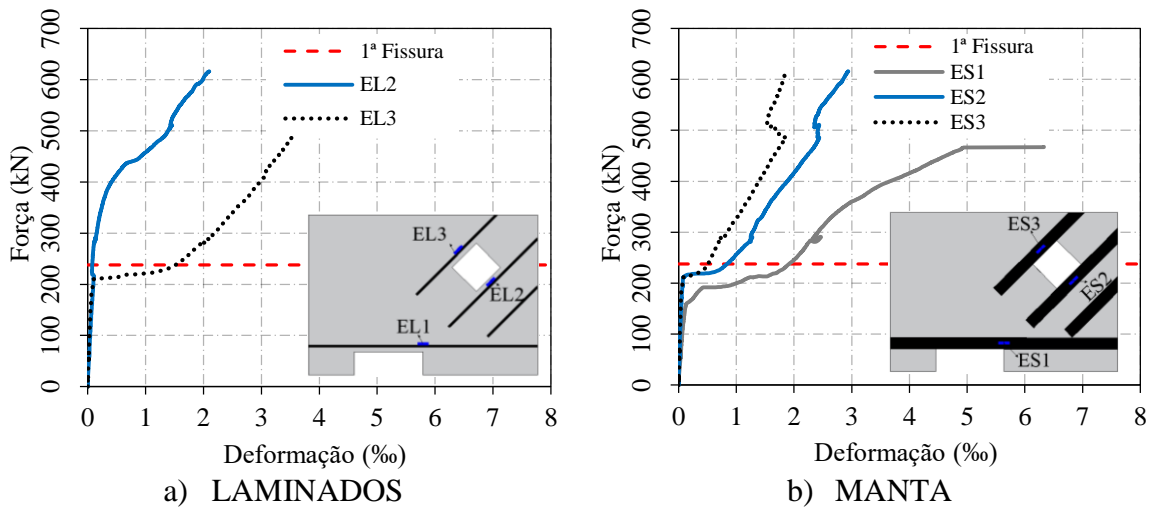 Força (kN)
700
600
500
400
300
200
100
0
1ª Fissura
EL2
EL3
EL3
EL2
EL1
0 1 2 3 4 5 6 7 8
Deformação (‰)
a) LAMINADOS
Força (kN)
700
600
500
400
300
200
100
0
1ª Fissura
ES1
ES2
ES3
ES3
ES2
ES1
0 1 2 3 4 5 6 7 8
Deformação (‰)
b) MANTA